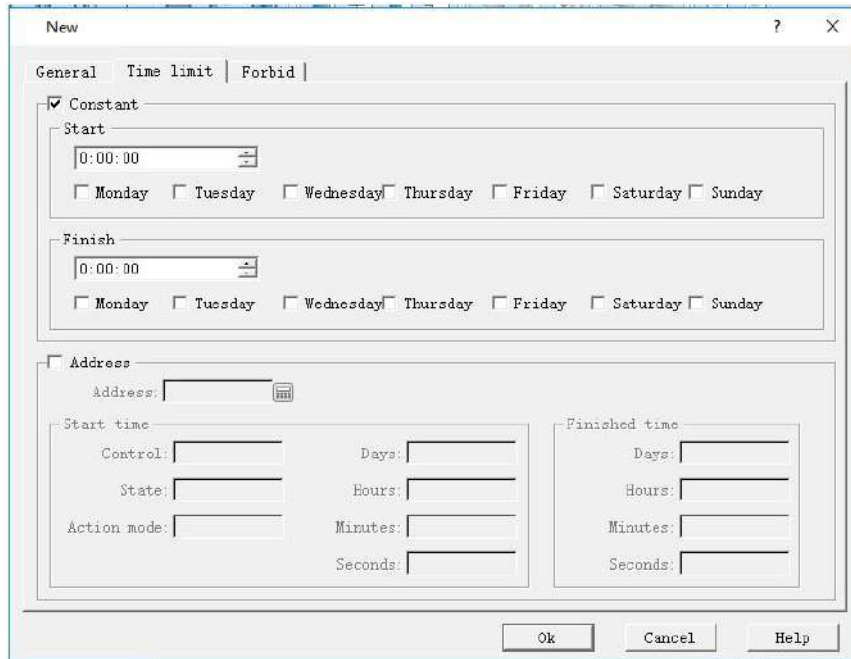 New ? X
General Time limit Forbid
Constant
Start
0:00:00
Monday Tuesday Wednesday Thursday Friday Saturday Sunday
Finish
0:00:00
Monday Tuesday Wednesday Thursday Friday Saturday Sunday
Address
Address:
Start time Finished time
Control: Days: Days:
State: Hours: Hours:
Action mode: Minutes: Minutes:
Seconds: Seconds:
Ok Cancel Help